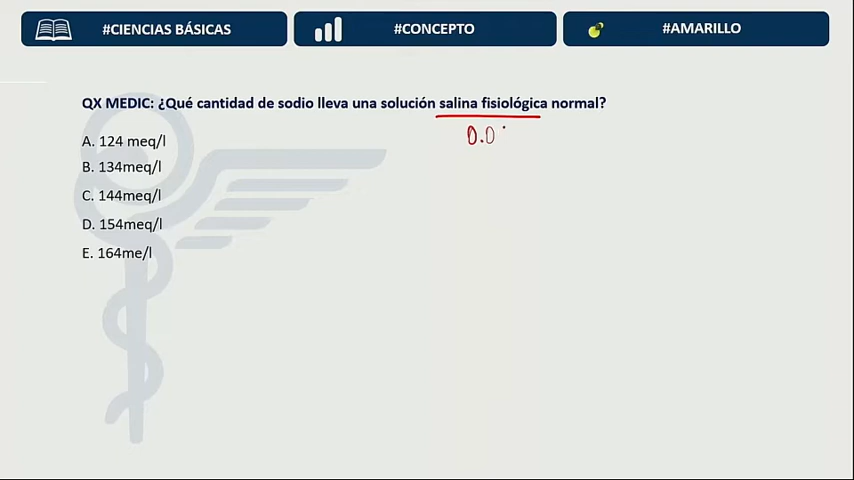 #CIENCIAS BÁSICAS
#CONCEPTO
#AMARILLO
QX MEDIC: ¿Qué cantidad de sodio lleva una solución salina fisiológica normal?
0.0
A. 124 meq/l
B. 134meq/l
C. 144meq/l
D. 154meq/l
E. 164me/l